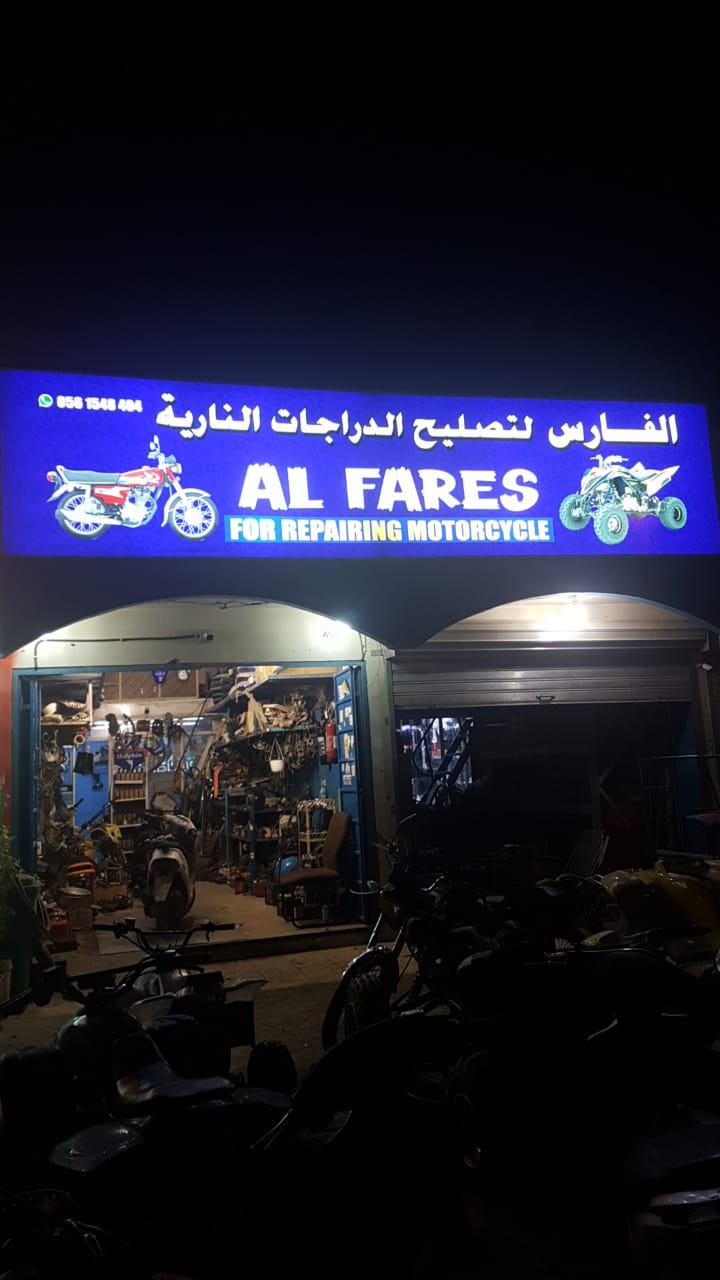 056 1548 404
الفارس لتصليح الدراجات النارية
AL FARES
FOR REPAIRING MOTORCYCLE